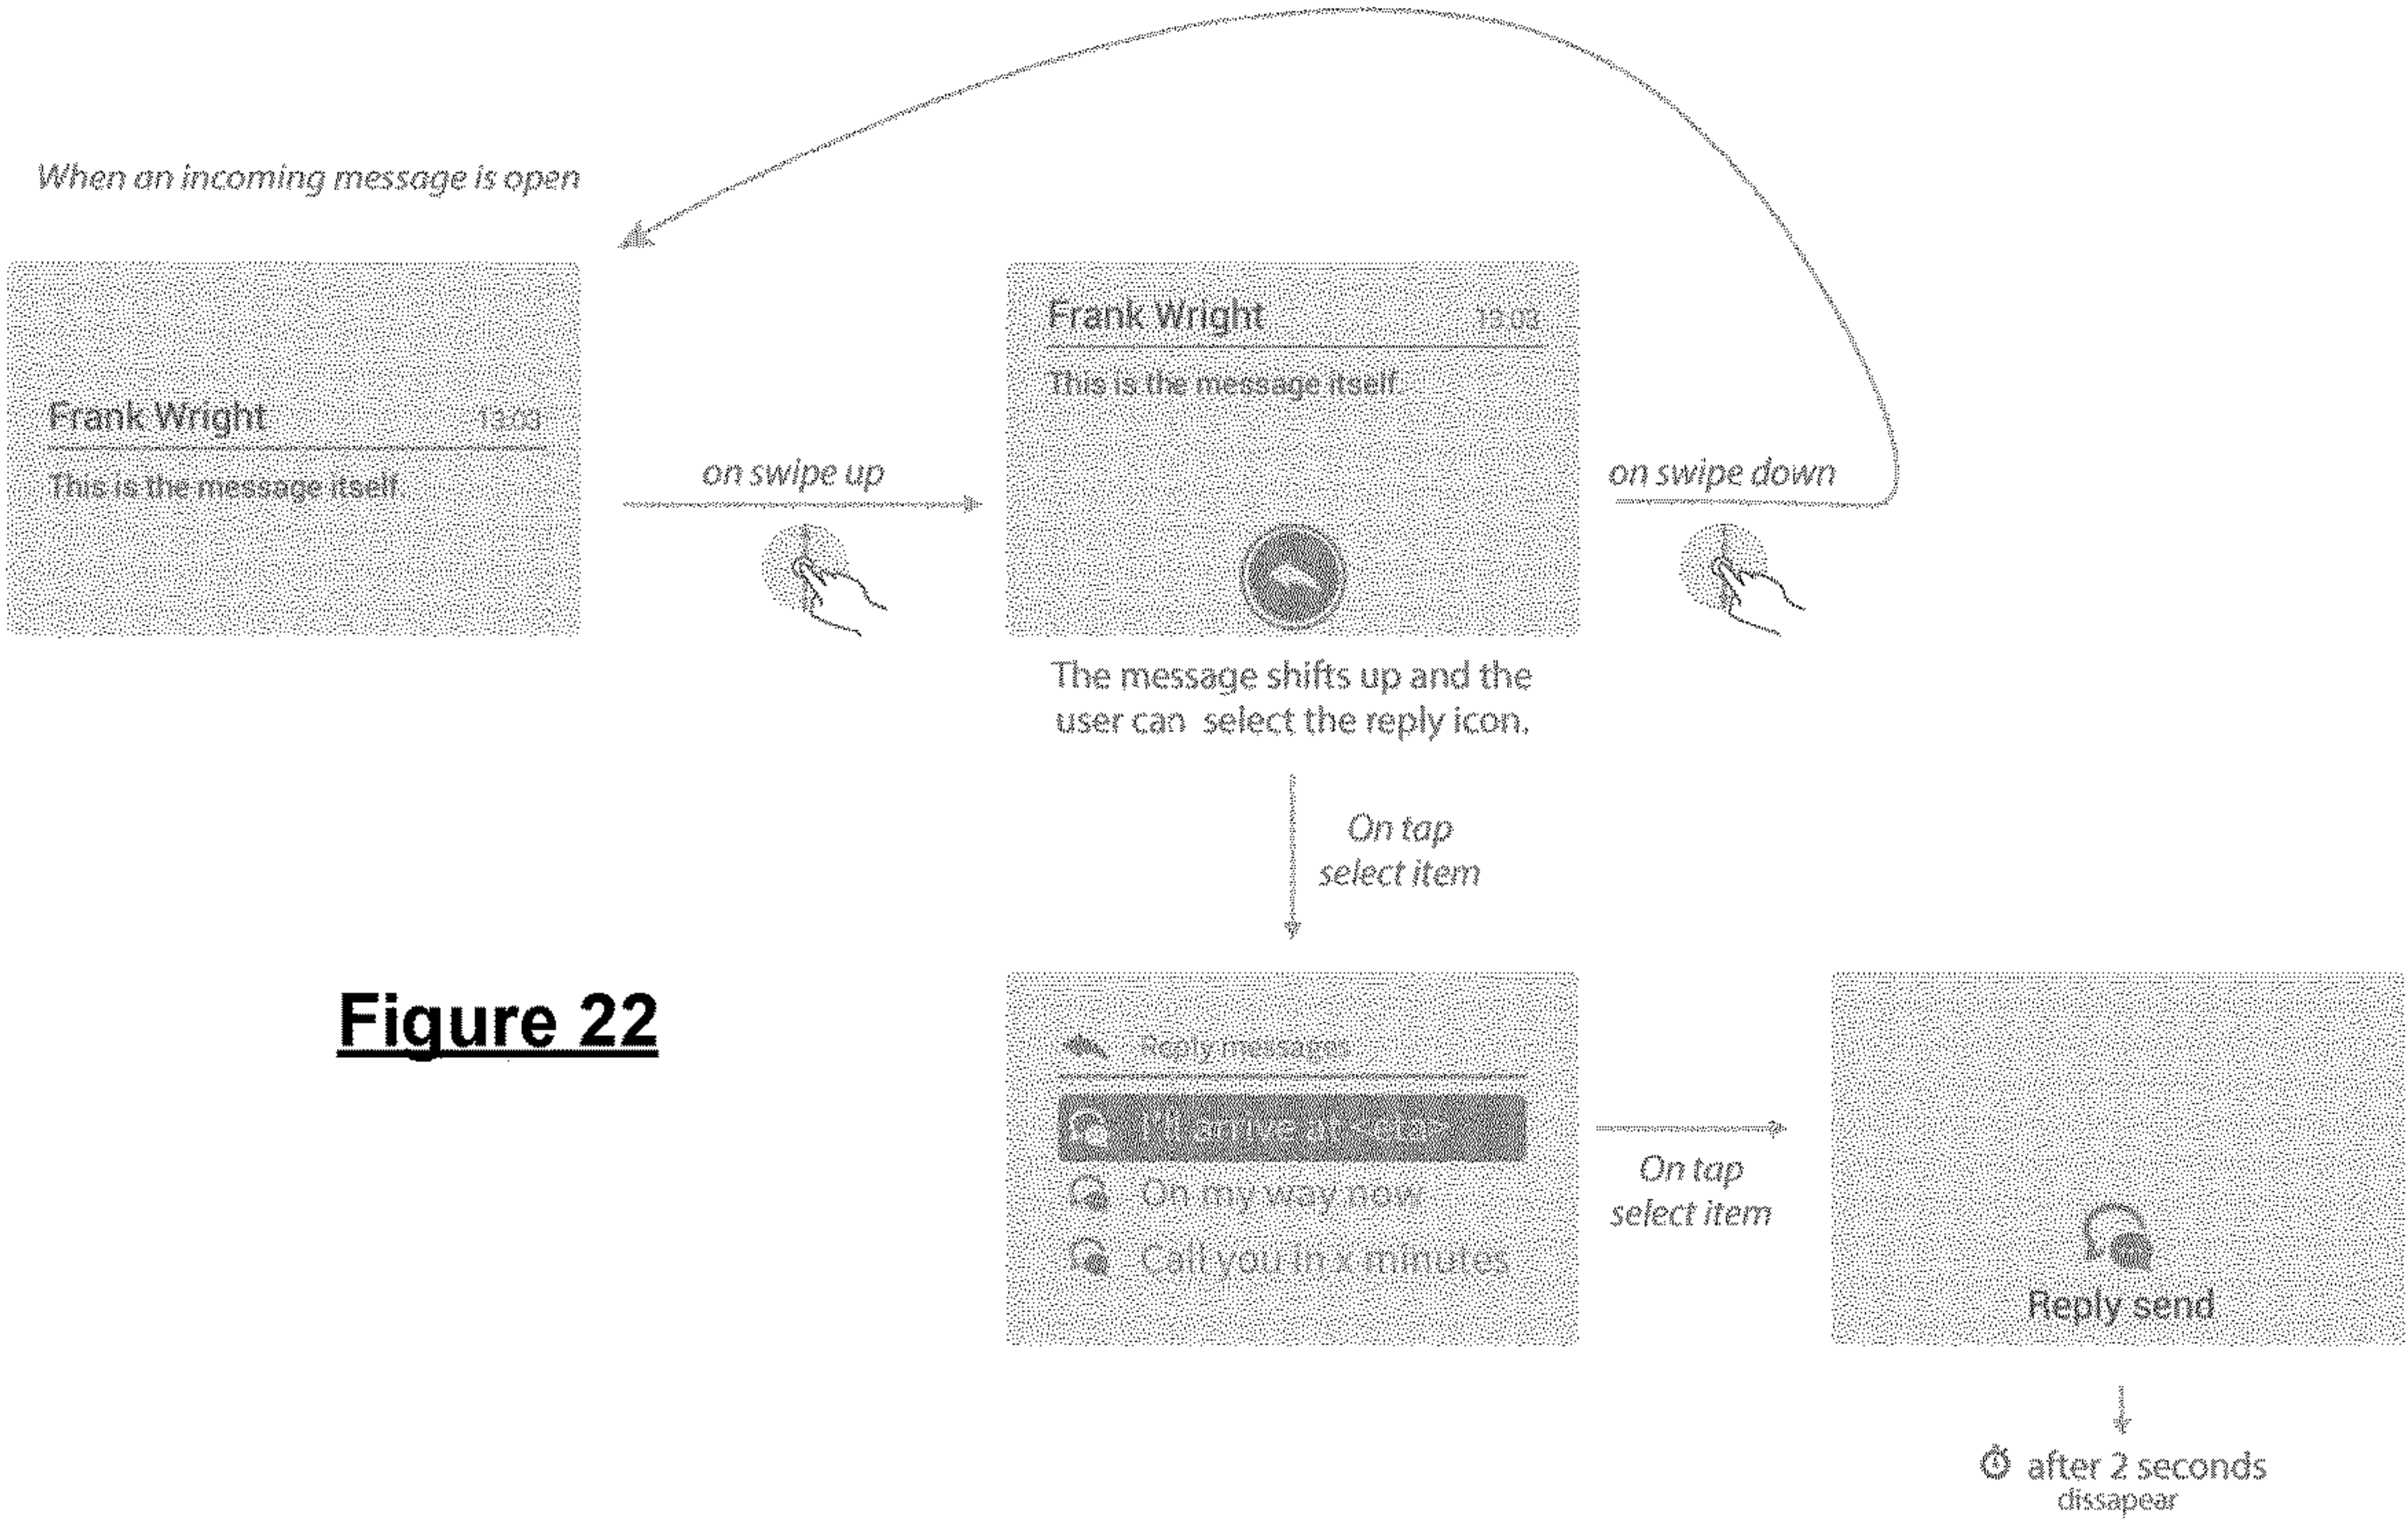 When an incoming message is open
Frank Wright 13:03
This is the message itself.
on swipe up
Frank Wright 13:03
This is the message itself.
on swipe down
The message shifts up and the
user can select the reply icon.
On tap
select item
Figure 22
Reply messages
I'll arrive at <eta>
On my way now
Call you in x minutes
On tap
select item
Reply send
after 2 seconds
dissapear